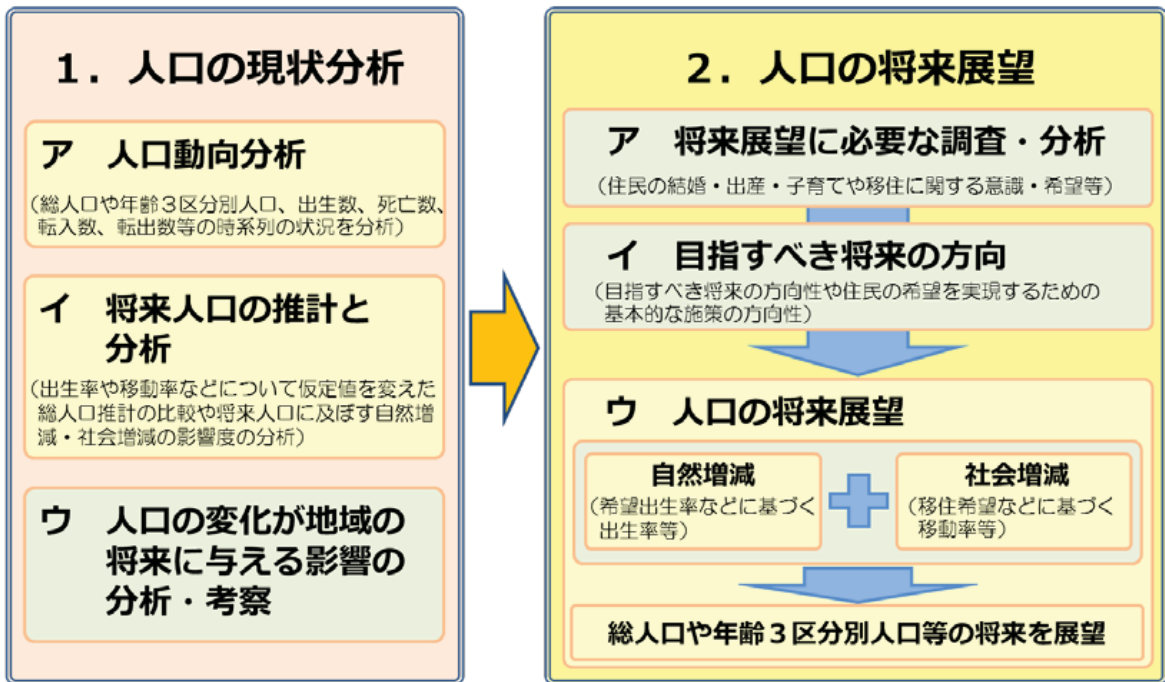 １．人口の現状分析
ア　人口動向分析
（総人口や年齢３区分別人口、出生数、死亡数、
転入数、転出数等の時系列の状況を分析）
イ　将来人口の推計と
分析
（出生率や移動率などについて仮定値を変えた
総人口推計の比較や将来人口に及ぼす自然増
減・社会増減の影響度の分析）
ウ　人口の変化が地域の
将来に与える影響の
分析・考察
２．人口の将来展望
ア　将来展望に必要な調査・分析
（住民の結婚・出産・子育てや移住に関する意識・希望等）
イ　目指すべき将来の方向
（目指すべき将来の方向性や住民の希望を実現するための
基本的な施策の方向性）
ウ　人口の将来展望
自然増減
（希望出生率などに基づく
出生率等）
社会増減
（移住希望などに基づく
移動率等）
総人口や年齢３区分別人口等の将来を展望